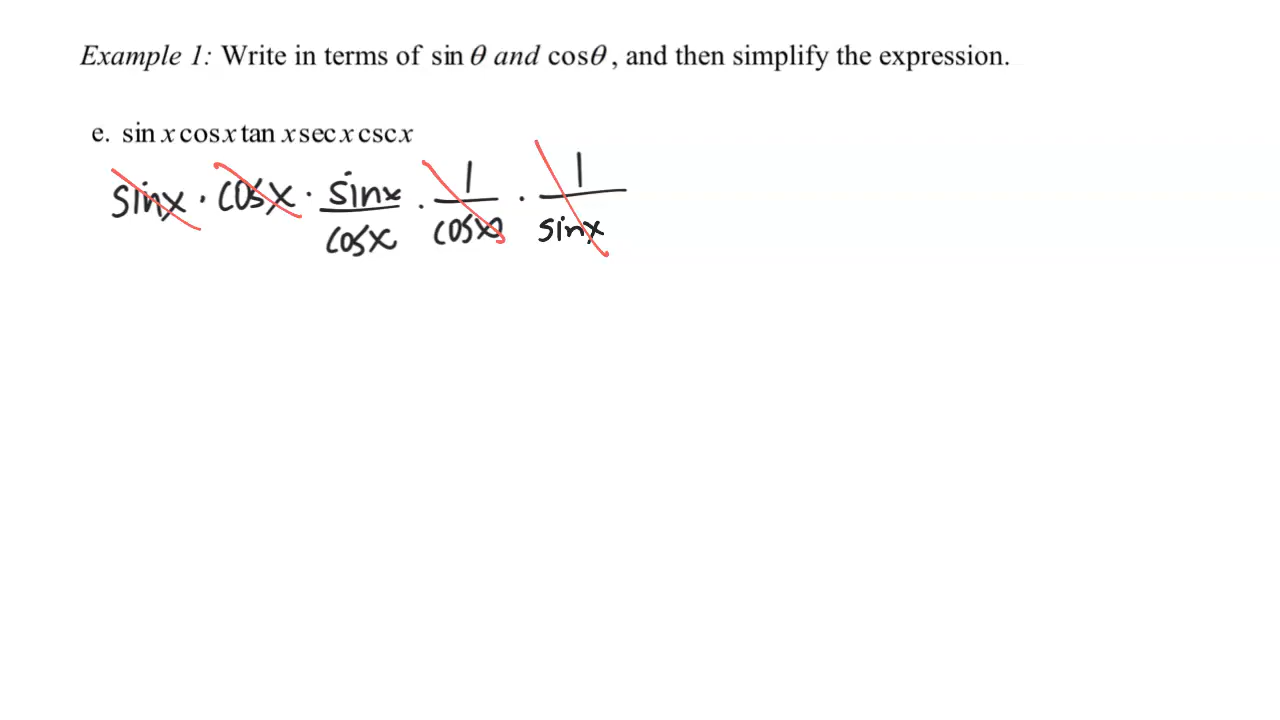 Example 1: Write in terms of sin θ and cosθ, and then simplify the expression.
e. sin x cos x tan x sec x csc x
sinx · cosx · sinx/cosx · 1/cosx · 1/sinx